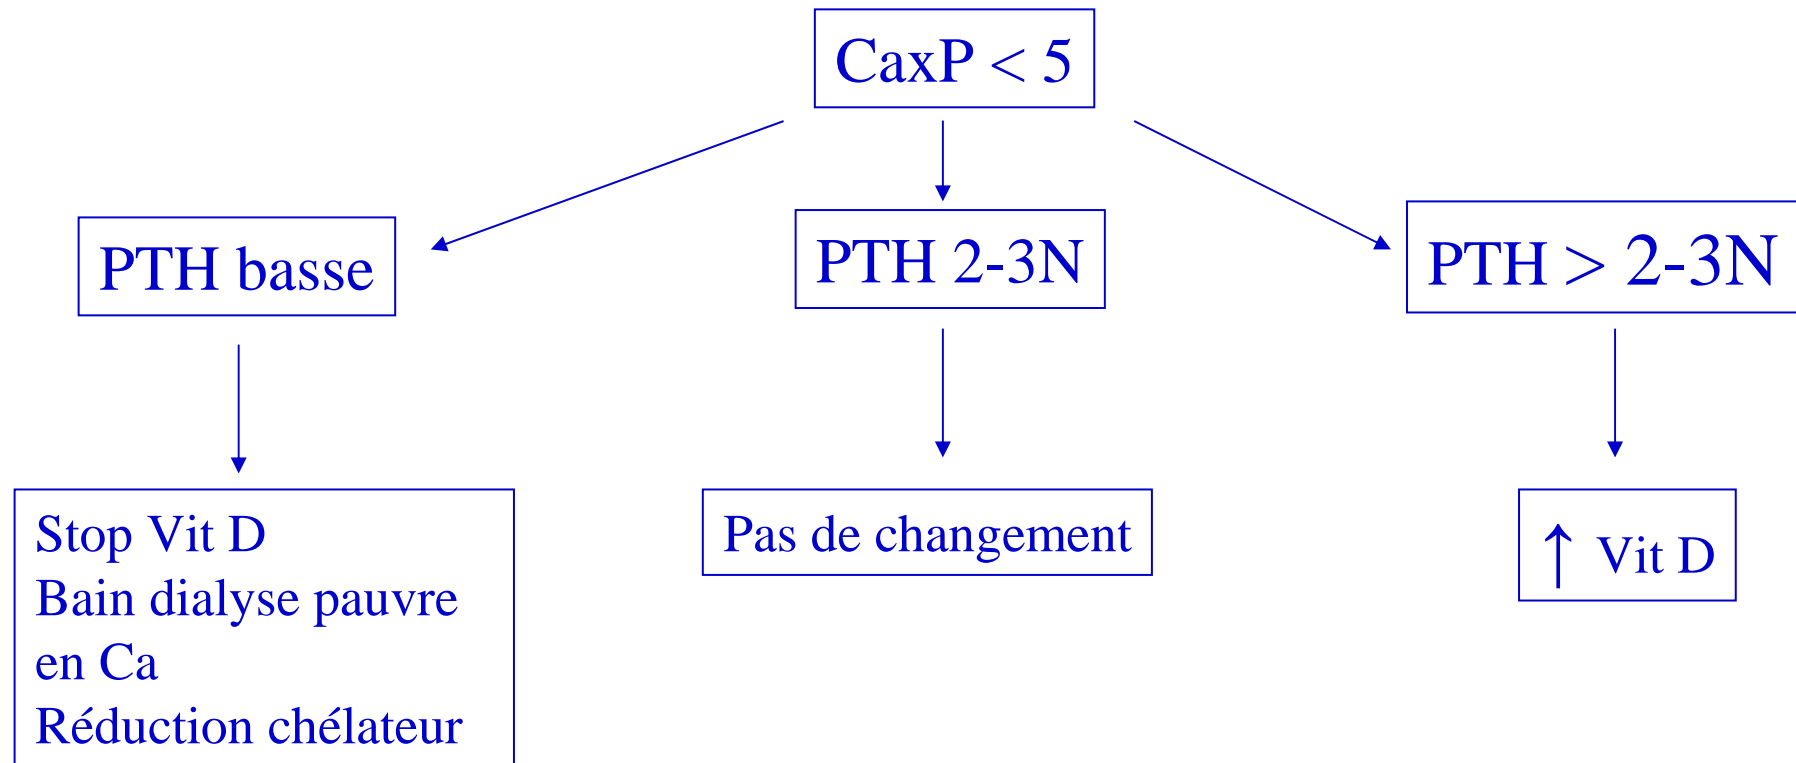 CaxP < 5
PTH basse
PTH 2-3N
PTH > 2-3N
Stop Vit D
Bain dialyse pauvre
en Ca
Réduction chélateur
Pas de changement
↑ Vit D